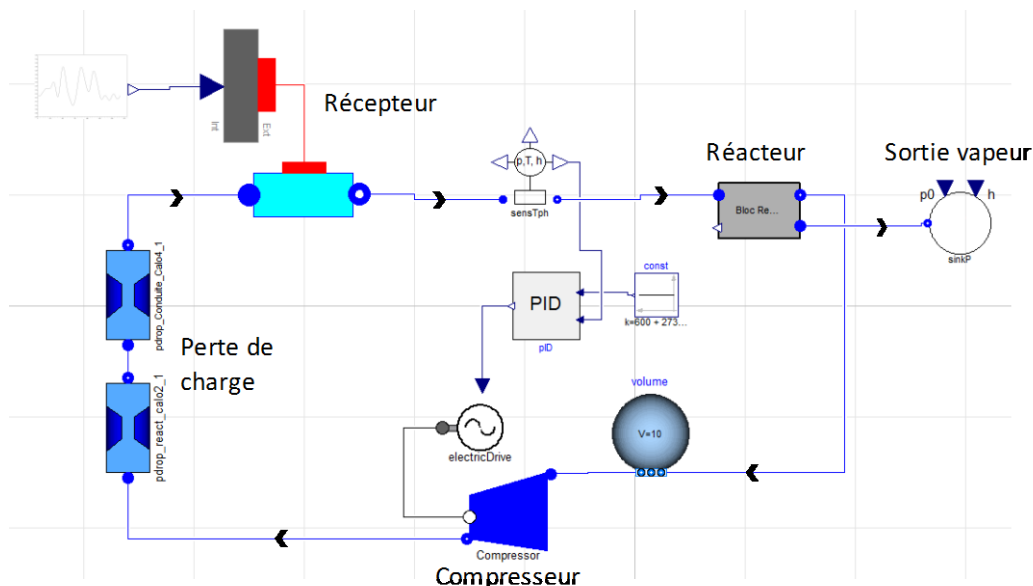 Récepteur
Int
Ext
p,T, h
sensTph
Réacteur
Bloc Re...
Sortie vapeur
p0
h
sinkP
pdrop_Conduite_Calo4_1
Perte de
charge
pdrop_react_calo2_1
PID
pID
const
k=600 + 273...
electricDrive
volume
V=10
Compressor
Compresseur